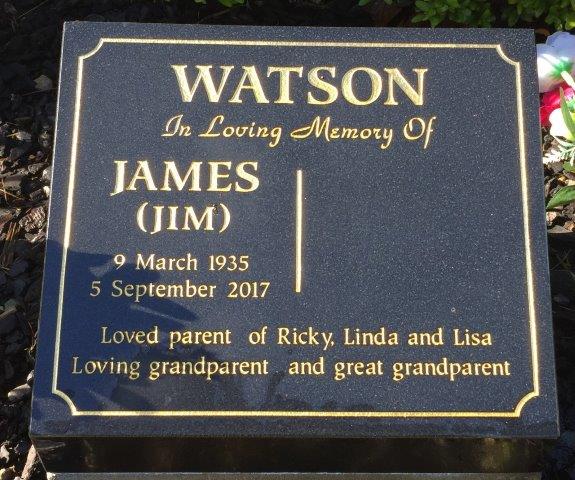 WATSON
In Loving Memory Of
JAMES
(JIM)
9 March 1935
5 September 2017
Loved parent of Ricky, Linda and Lisa
Loving grandparent and great grandparent